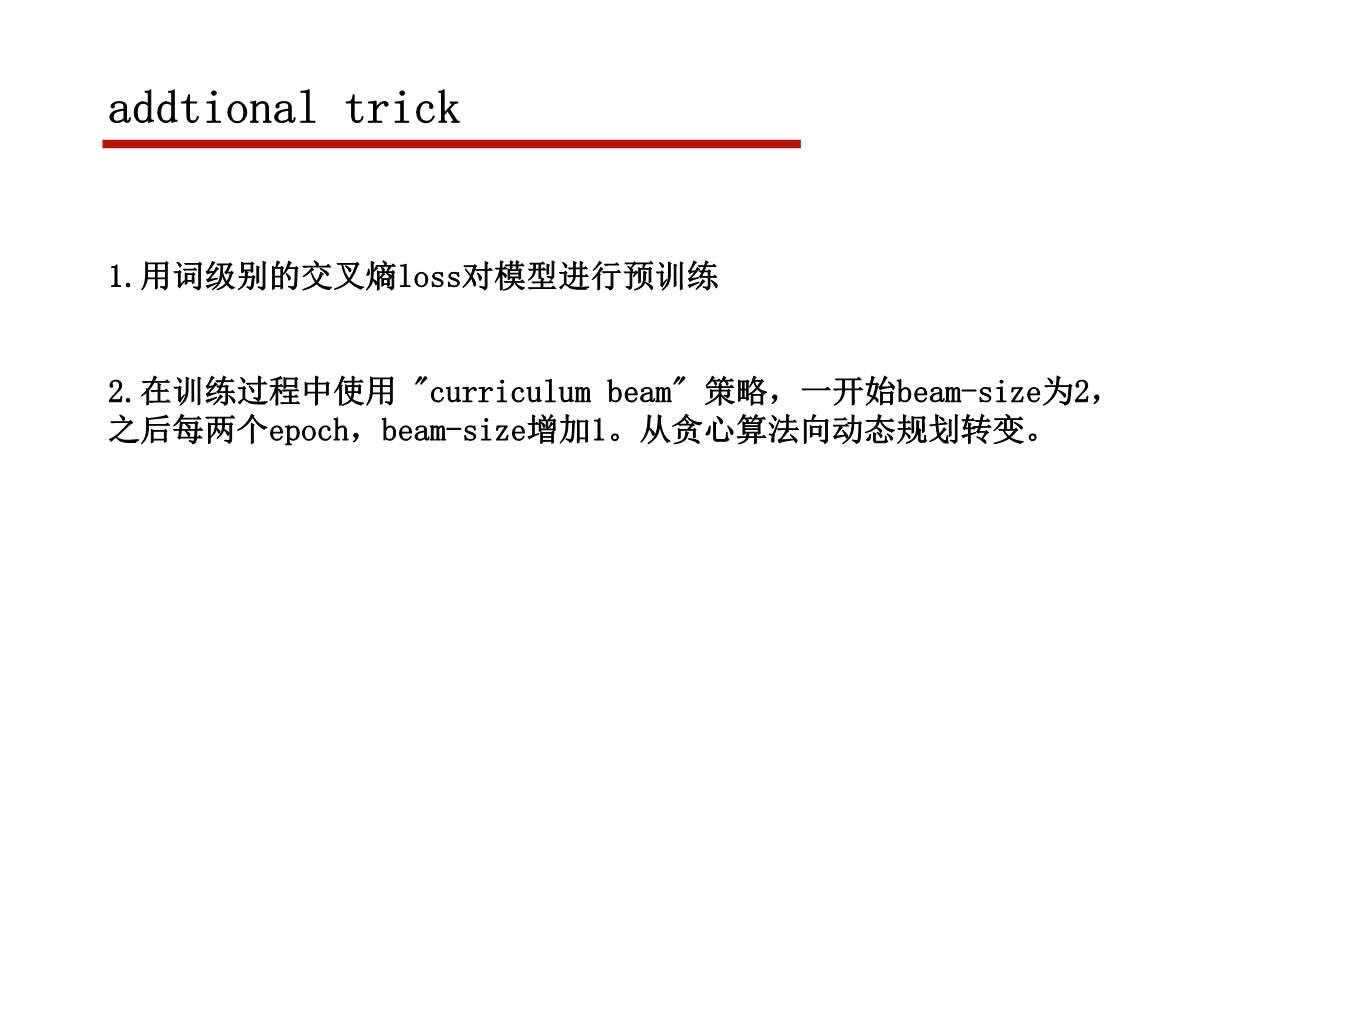 addtional trick
1.用词级别的交叉熵loss对模型进行预训练
2.在训练过程中使用 "curriculum beam" 策略，一开始beam-size为2，
之后每两个epoch，beam-size增加1。从贪心算法向动态规划转变。